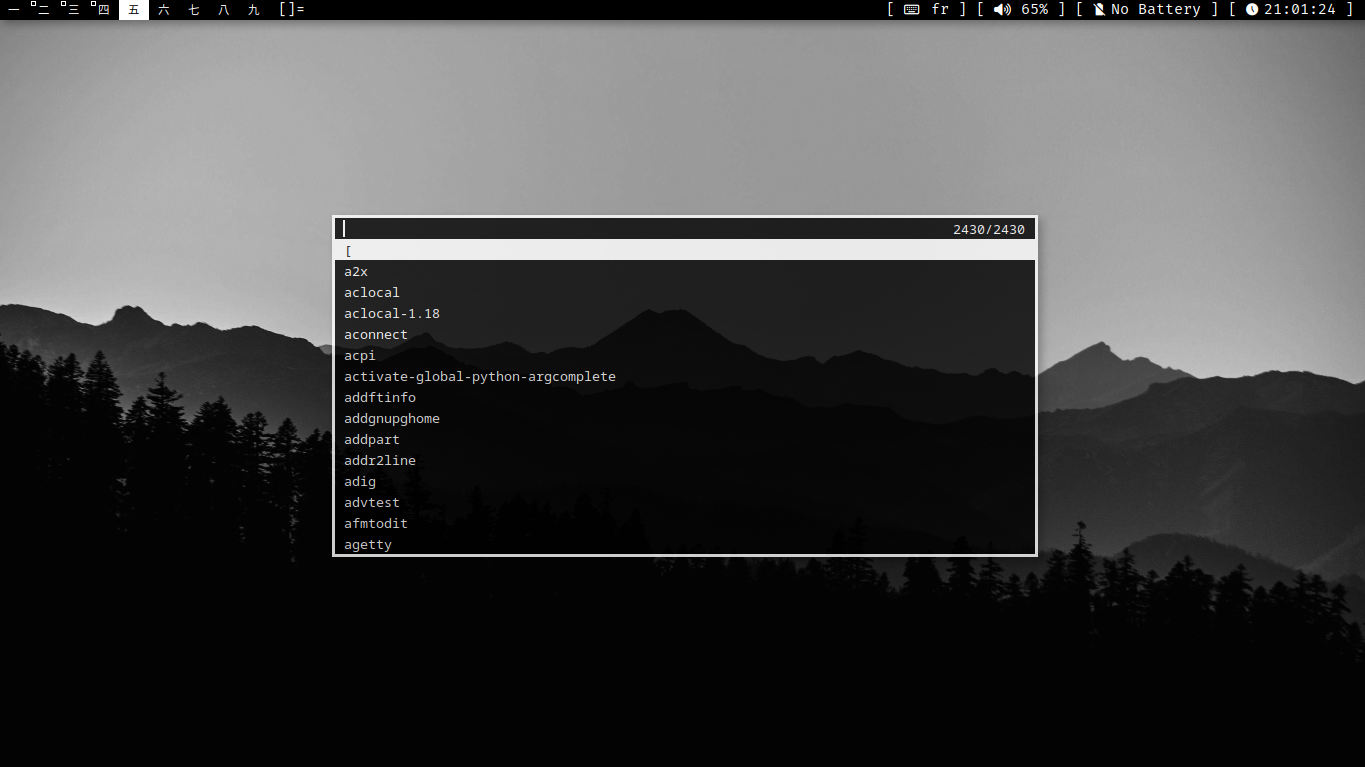 一 二 三 四 五 六 七 八 九 []= [ fr ] [ 65% ] [ No Battery ] [ 21:01:24 ]
2430/2430
[
a2x
aclocal
aclocal-1.18
aconnect
acpi
activate-global-python-argcomplete
addftinfo
addgnupghome
addpart
addr2line
adig
advtest
afmtodit
agetty